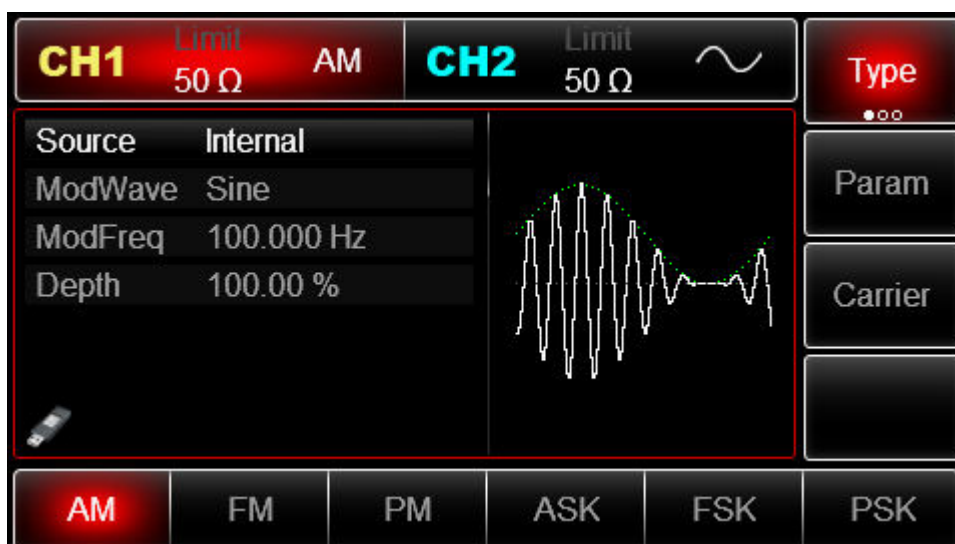 CH1 Limit 50 Ω AM
CH2 Limit 50 Ω
Type
Source Internal
ModWave Sine
ModFreq 100.000 Hz
Depth 100.00 %
Param
Carrier
AM FM PM ASK FSK PSK